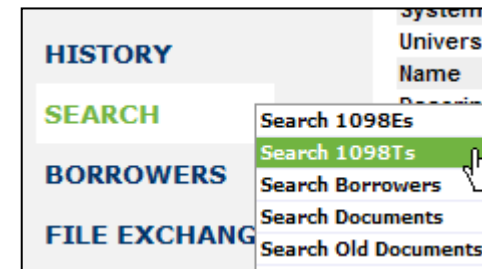 HISTORY
SEARCH
BORROWERS
FILE EXCHANG
System
Univers
Name
Search 1098Es
Search 1098Ts
Search Borrowers
Search Documents
Search Old Documents